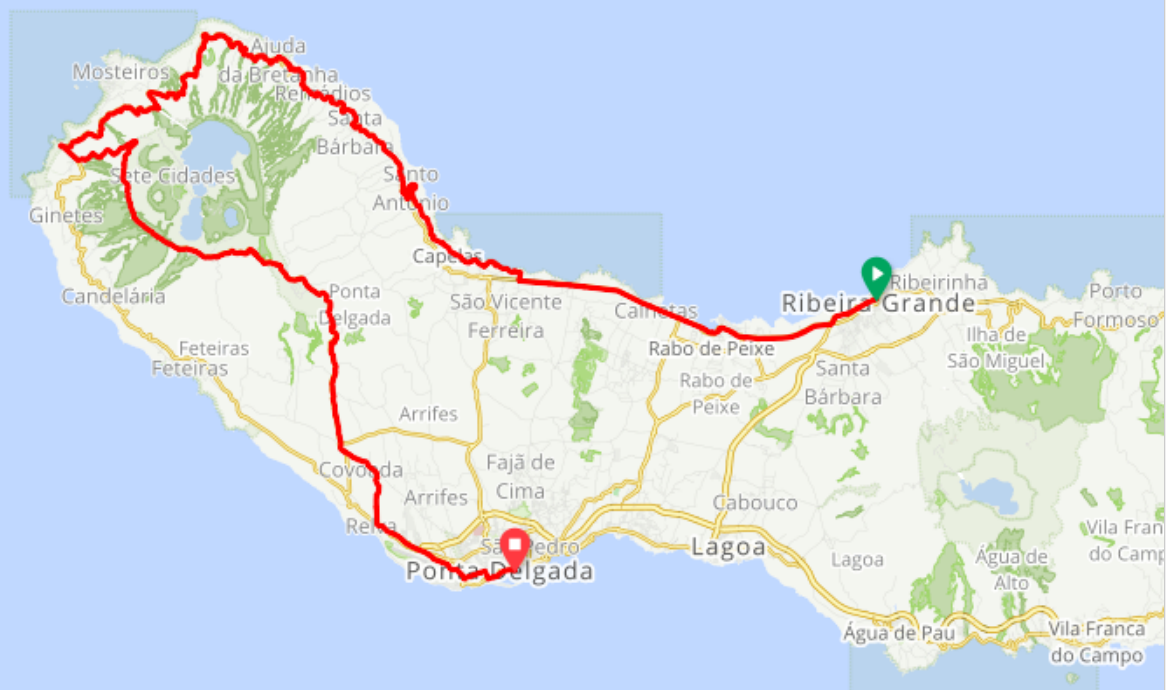 Ajuda
da Bretanha
Mosteiros
Remédios
Santa
Bárbara
Sete Cidades
Santo
António
Ginetes
Capelas
Candelária
Ponta
Delgada
São Vicente
Ferreira
Calhetas
Ribeira Grande
Ribeirinha
Porto
Formoso
Ilha de
São Miguel
Feteiras
Feteiras
Rabo de Peixe
Rabo de
Peixe
Santa
Bárbara
Arrifes
Covoada
Fajã de
Cima
Arrifes
Cabouco
Relva
São Pedro
Lagoa
Ponta Delgada
Lagoa
Água de
Alto
Vila Fran
do Camp
Água de Pau
Vila Franca
do Campo